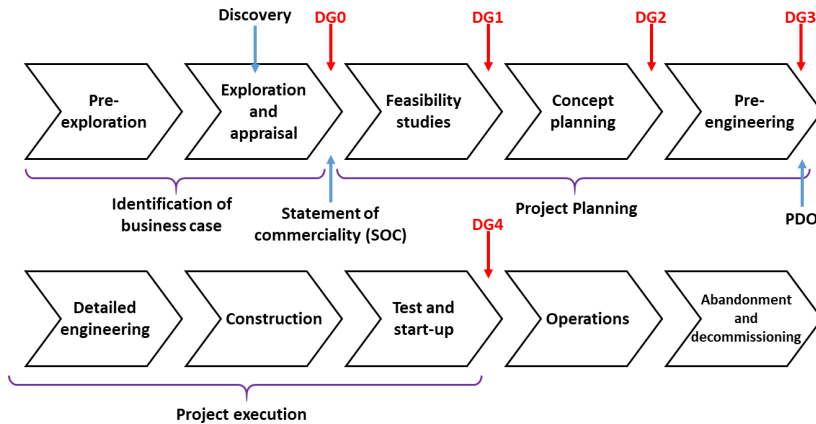 Discovery
DG0
DG1
DG2
DG3
Pre-
exploration
Exploration
and
appraisal
Feasibility
studies
Concept
planning
Pre-
engineering
Identification of
business case
Statement of
commerciality (SOC)
Project Planning
PDO
DG4
Detailed
engineering
Construction
Test and
start-up
Operations
Abandonment
and
decommissioning
Project execution